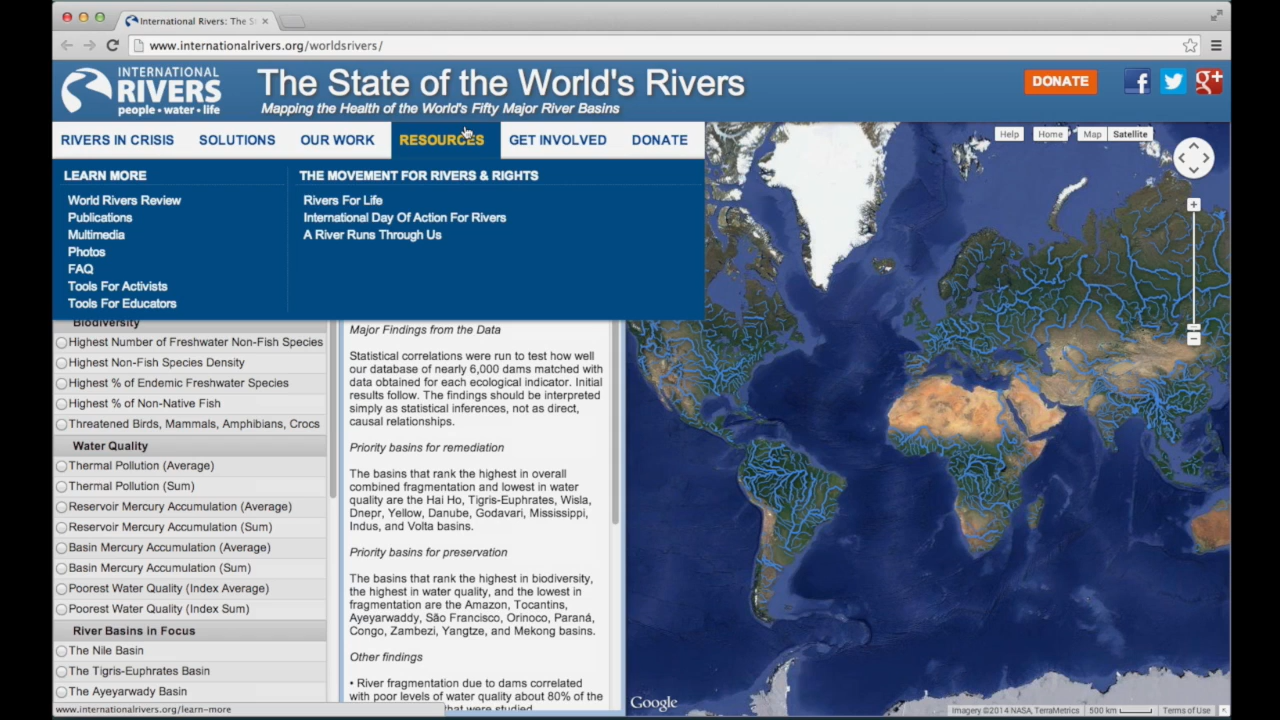 International Rivers: The S
www.internationalrivers.org/worldsrivers/
INTERNATIONAL
RIVERS
people • water • life
The State of the World's Rivers
Mapping the Health of the World's Fifty Major River Basins
DONATE
RIVERS IN CRISIS
SOLUTIONS
OUR WORK
RESOURCES
GET INVOLVED
DONATE
LEARN MORE
World Rivers Review
Publications
Multimedia
Photos
FAQ
Tools For Activists
Tools For Educators
THE MOVEMENT FOR RIVERS & RIGHTS
Rivers For Life
International Day Of Action For Rivers
A River Runs Through Us
Biodiversity
Highest Number of Freshwater Non-Fish Species
Highest Non-Fish Species Density
Highest % of Endemic Freshwater Species
Highest % of Non-Native Fish
Threatened Birds, Mammals, Amphibians, Crocs
Water Quality
Thermal Pollution (Average)
Thermal Pollution (Sum)
Reservoir Mercury Accumulation (Average)
Reservoir Mercury Accumulation (Sum)
Basin Mercury Accumulation (Average)
Basin Mercury Accumulation (Sum)
Poorest Water Quality (Index Average)
Poorest Water Quality (Index Sum)
River Basins in Focus
The Nile Basin
The Tigris-Euphrates Basin
The Ayeyarwady Basin
www.internationalrivers.org/learn-more
Major Findings from the Data
Statistical correlations were run to test how well
our database of nearly 6,000 dams matched with
data obtained for each ecological indicator. Initial
results follow. The findings should be interpreted
simply as statistical inferences, not as direct,
causal relationships.
Priority basins for remediation
The basins that rank the highest in overall
combined fragmentation and lowest in water
quality are the Hai Ho, Tigris-Euphrates, Wisla,
Dnepr, Yellow, Danube, Godavari, Mississippi,
Indus, and Volta basins.
Priority basins for preservation
The basins that rank the highest in biodiversity,
the highest in water quality, and the lowest in
fragmentation are the Amazon, Tocantins,
Ayeyarwaddy, São Francisco, Orinoco, Paraná,
Congo, Zambezi, Yangtze, and Mekong basins.
Other findings
• River fragmentation due to dams correlated
with poor levels of water quality about 80% of the
that were studied
Help
Home
Map
Satellite
Google
Imagery ©2014 NASA, TerraMetrics
500 km
Terms of Use